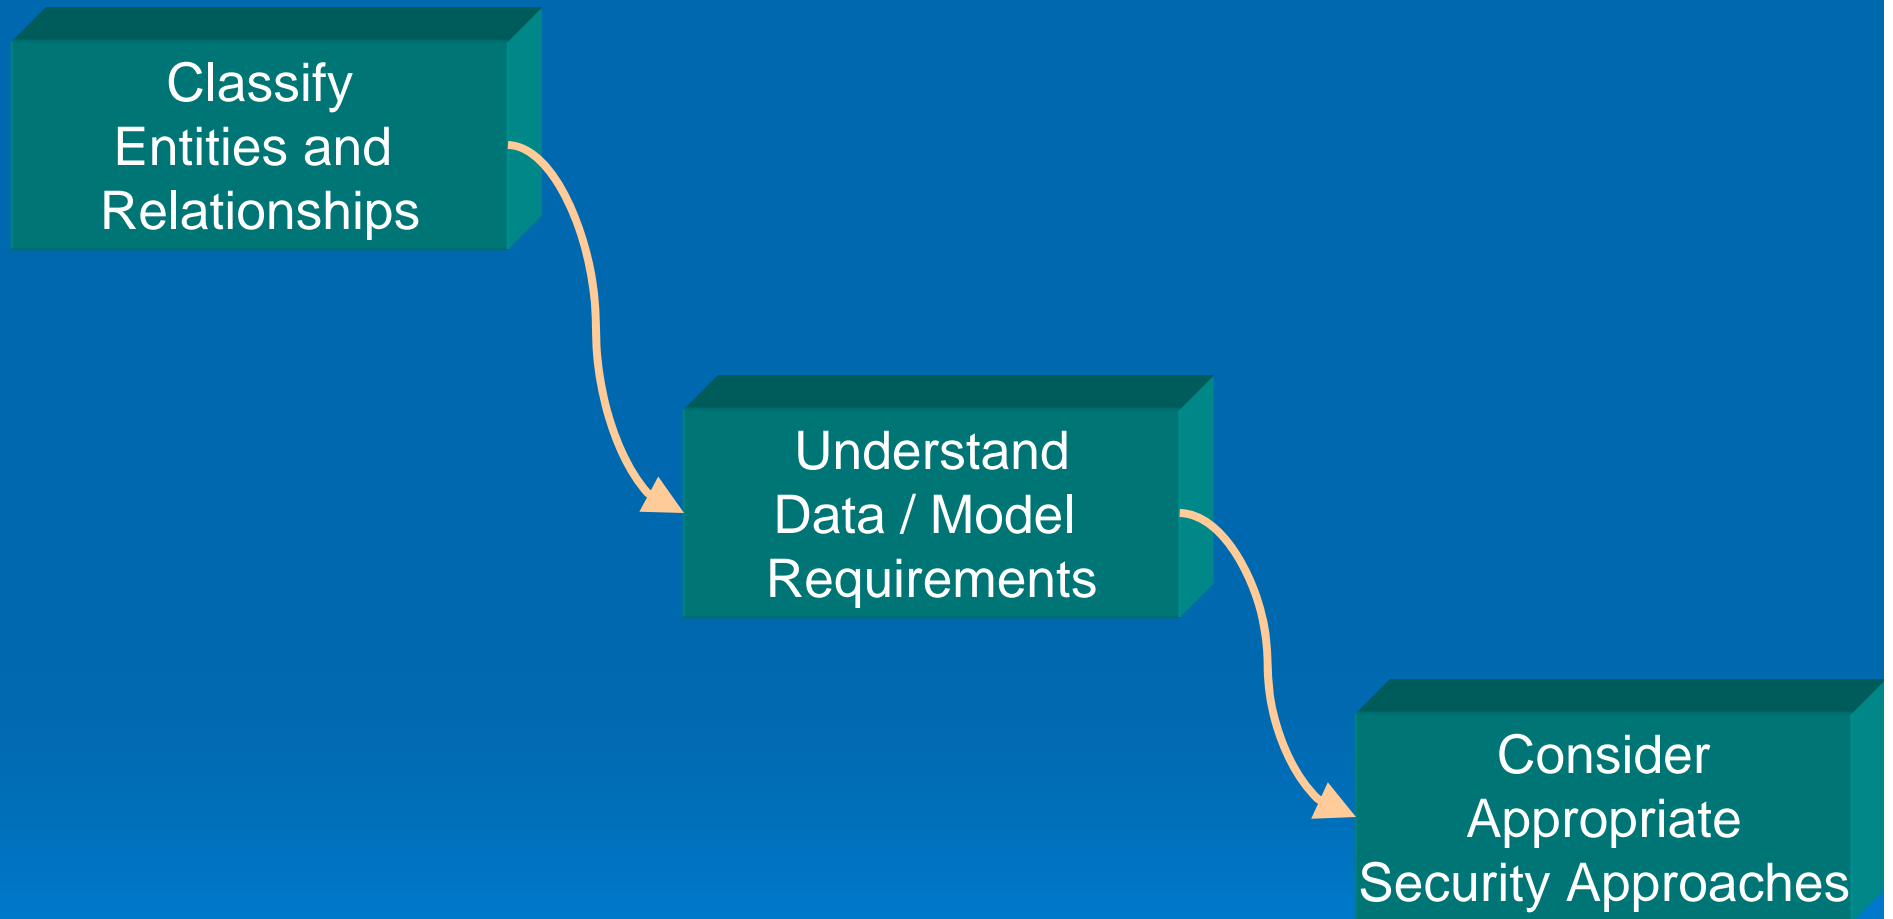 Classify
Entities and
Relationships
Understand
Data / Model
Requirements
Consider
Appropriate
Security Approaches